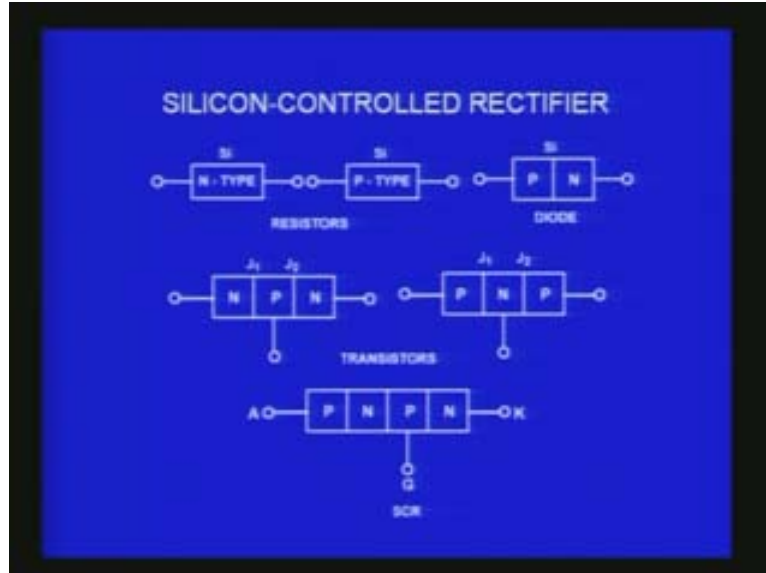 SILICON-CONTROLLED RECTIFIER
Si Si Si
N - TYPE P - TYPE P N
RESISTORS DIODE
J1 J2 J1 J2
N P N P N P
TRANSISTORS
A P N P N K
G
SCR